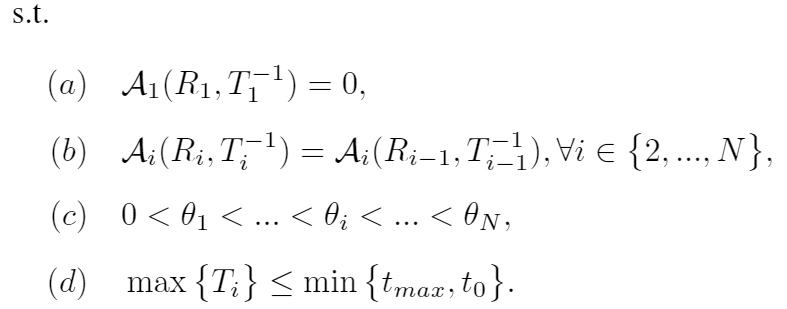 s.t.
(a) 𝒜₁(R₁, T₁⁻¹) = 0,
(b) 𝒜ᵢ(Rᵢ, Tᵢ⁻¹) = 𝒜ᵢ(Rᵢ₋₁, Tᵢ₋₁⁻¹), ∀i ∈ {2, ..., N},
(c) 0 < θ₁ < ... < θᵢ < ... < θ_N,
(d) max {Tᵢ} ≤ min {t_max, t₀}.